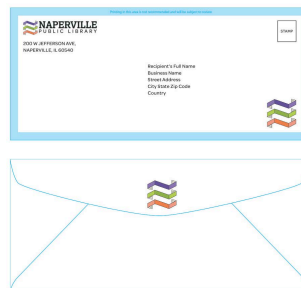 NAPERVILLE
PUBLIC LIBRARY
STAMP
200 W JEFFERSON AVE,
NAPERVILLE, IL 60540
Recipient's Full Name
Business Name
Street Address
City State Zip Code
Country